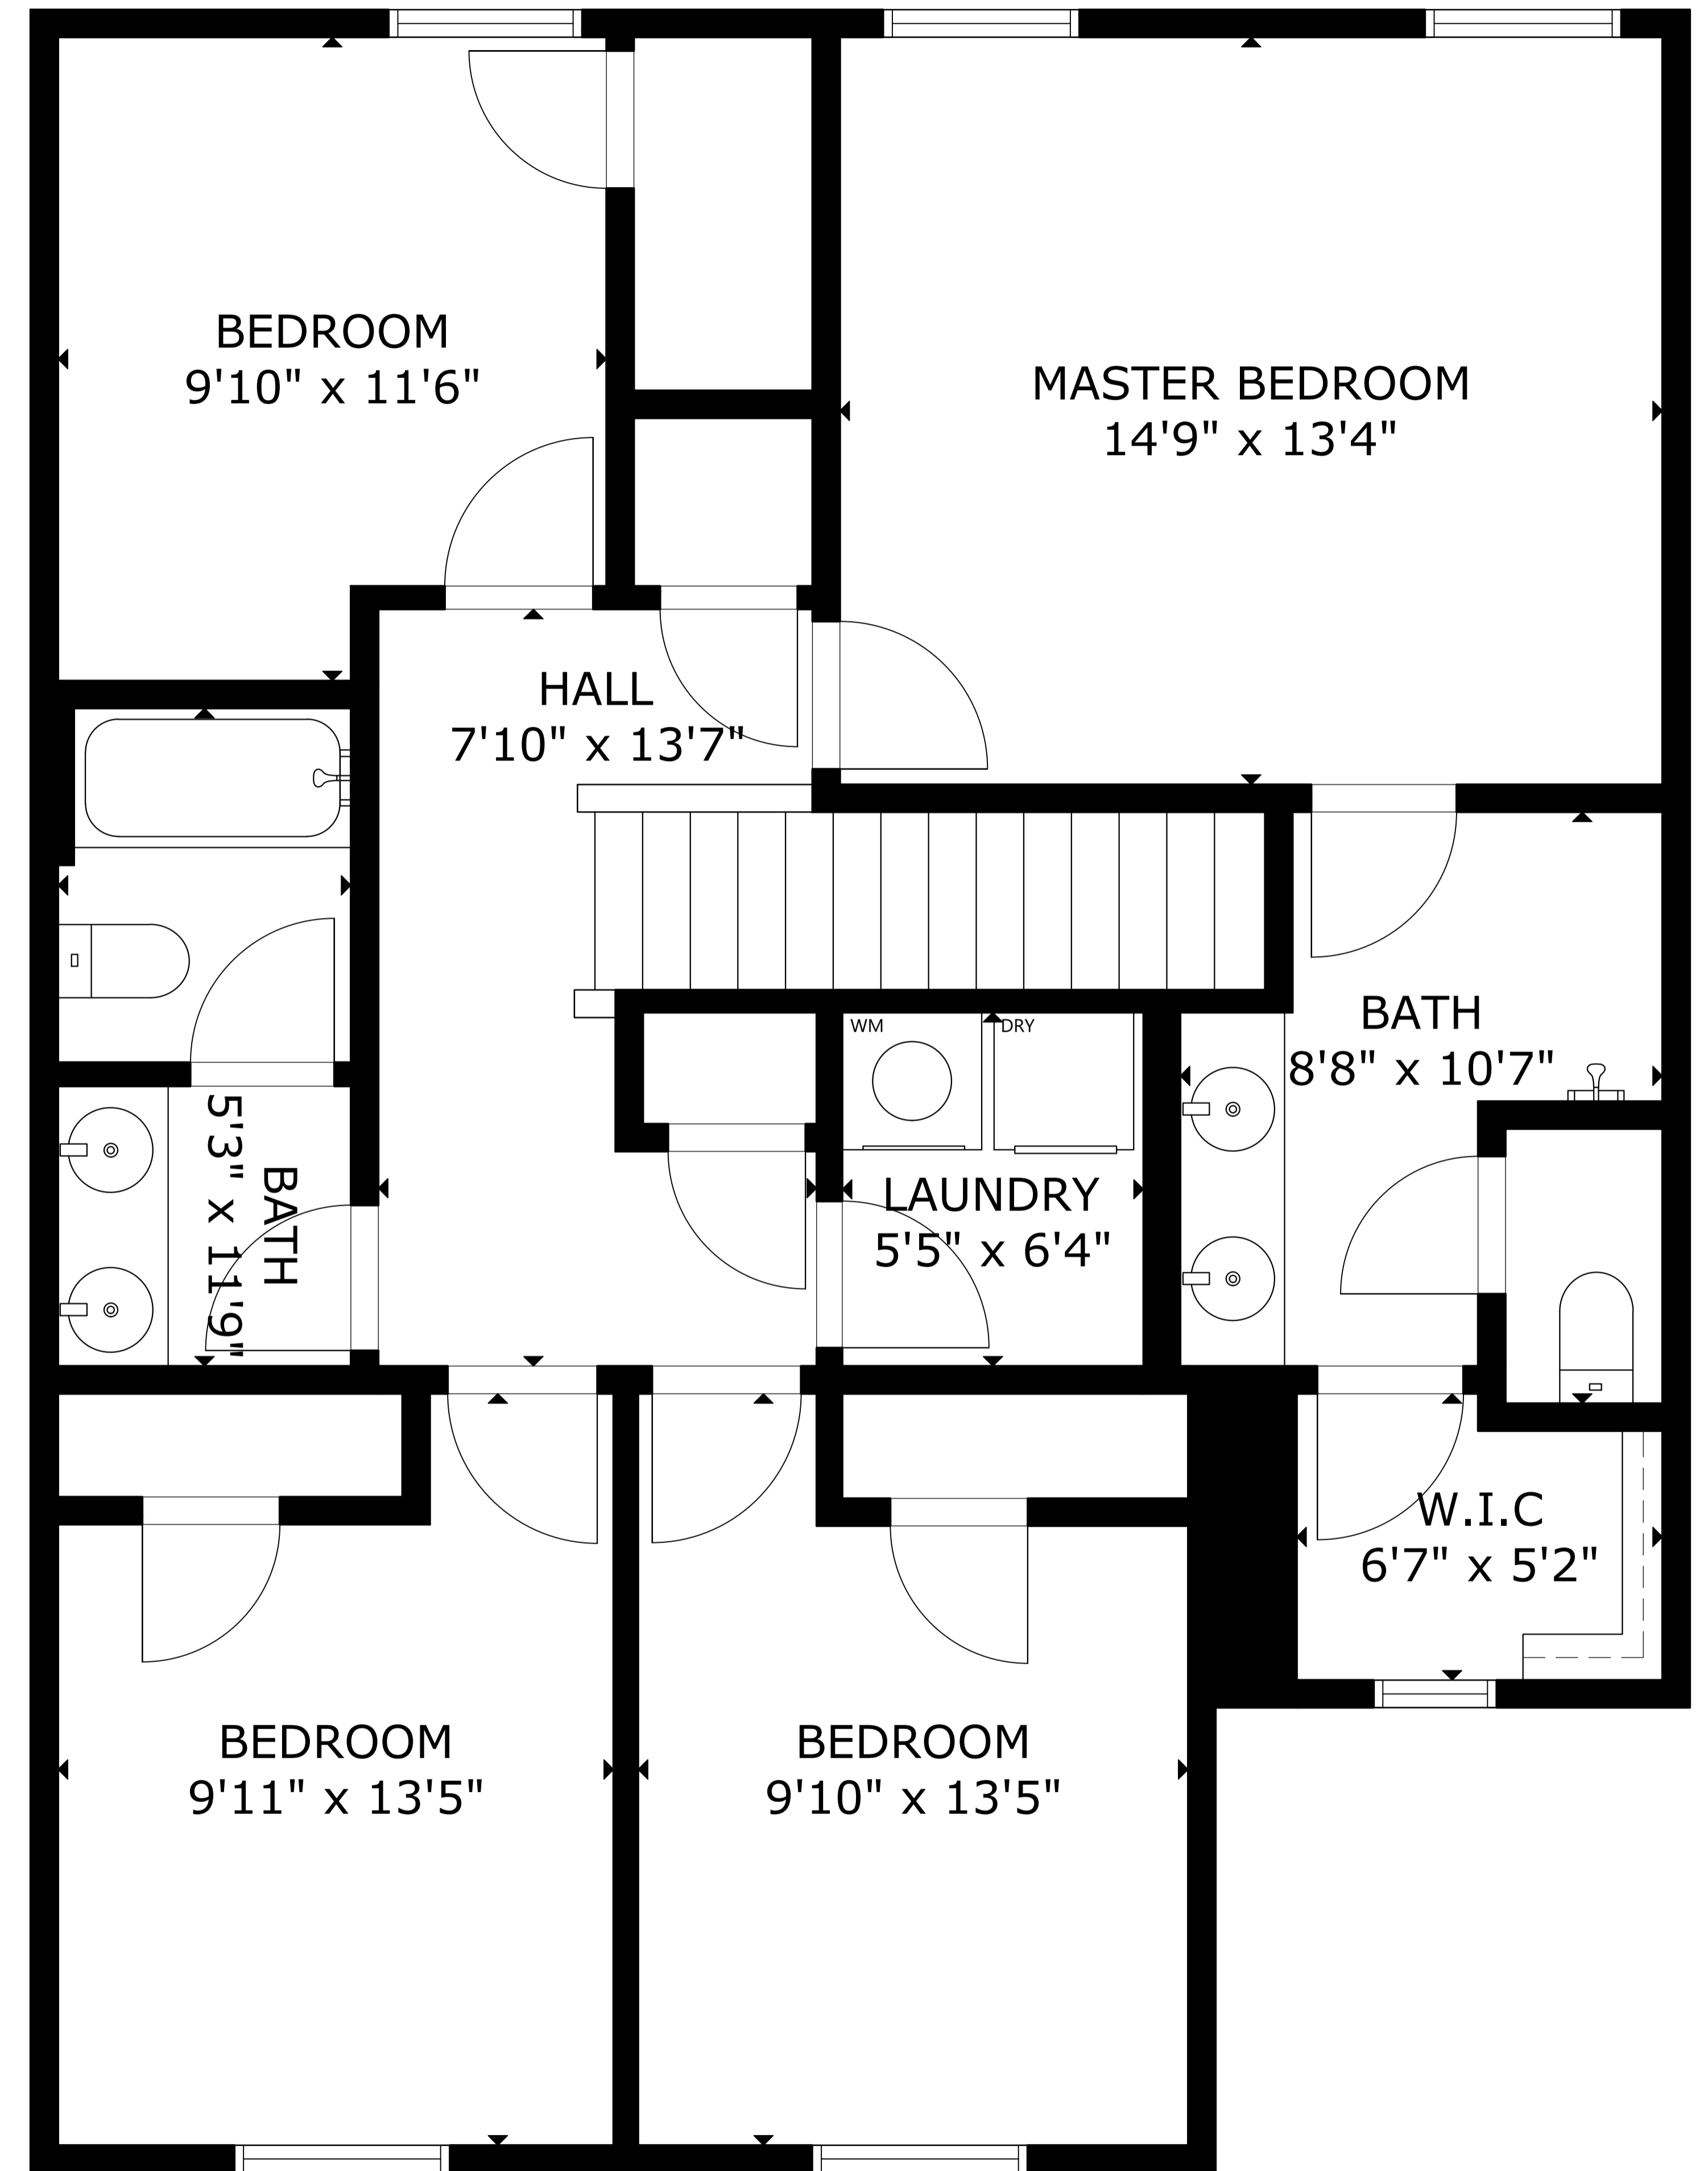 BEDROOM
9'10" x 11'6"
MASTER BEDROOM
14'9" x 13'4"
HALL
7'10" x 13'7"
BATH
8'8" x 10'7"
WM
DRY
BATH
5'3" x 11'9"
LAUNDRY
5'5" x 6'4"
W.I.C
6'7" x 5'2"
BEDROOM
9'11" x 13'5"
BEDROOM
9'10" x 13'5"